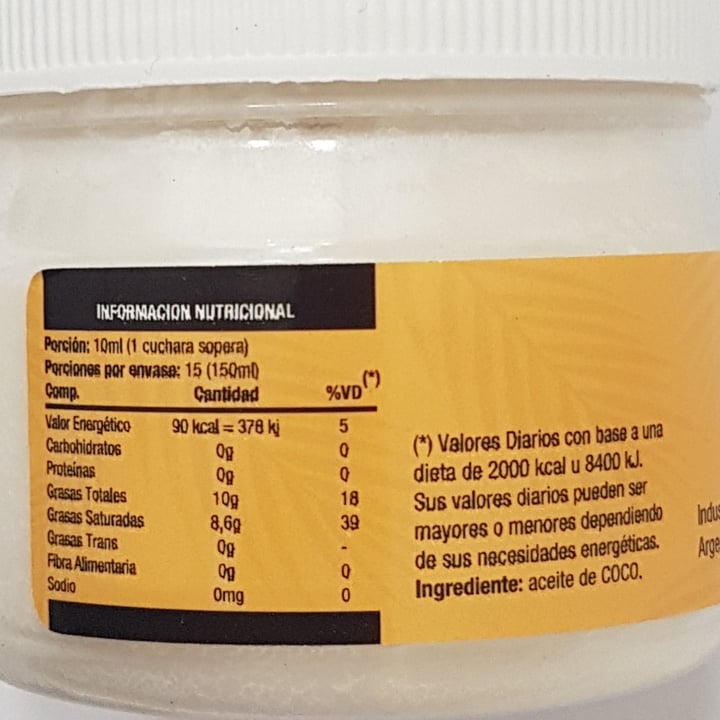 INFORMACION NUTRICIONAL
Porción: 10ml (1 cuchara sopera)
Porciones por envase: 15 (150ml)
Comp. Cantidad %VD(*)
Valor Energético 90 kcal = 378 kj 5
Carbohidratos 0g 0
Proteínas 0g 0
Grasas Totales 10g 18
Grasas Saturadas 8,6g 39
Grasas Trans 0g -
Fibra Alimentaria 0g 0
Sodio 0mg 0
(*) Valores Diarios con base a una
dieta de 2000 kcal u 8400 kJ.
Sus valores diarios pueden ser
mayores o menores dependiendo
de sus necesidades energéticas.
Ingrediente: aceite de COCO.